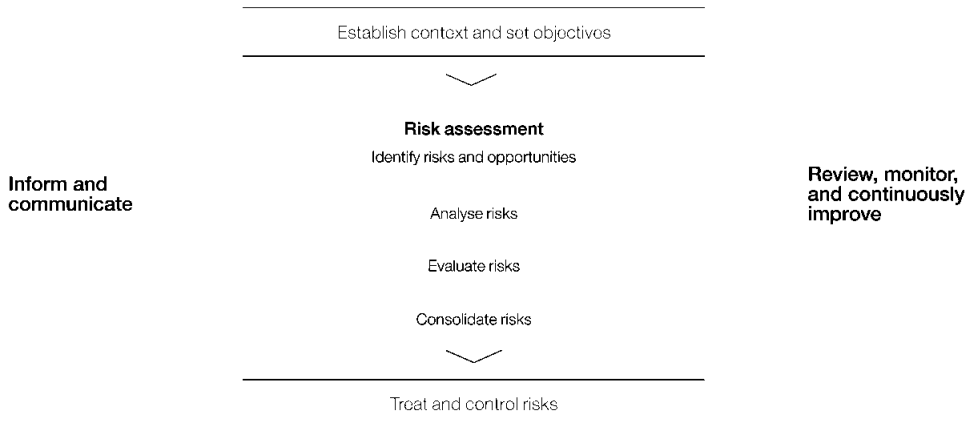 Establish context and set objectives
Risk assessment
Identify risks and opportunities
Inform and
communicate
Analyse risks
Evaluate risks
Consolidate risks
Review, monitor,
and continuously
improve
Treat and control risks